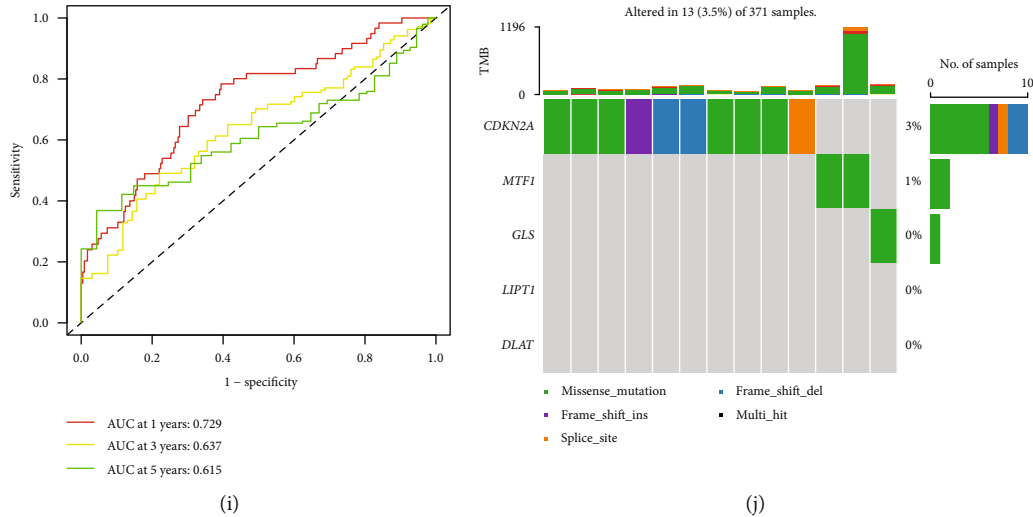 1.0
0.8
0.6
0.4
0.2
0.0
Sensitivity
0.0 0.2 0.4 0.6 0.8 1.0
1 − specificity
AUC at 1 years: 0.729
AUC at 3 years: 0.637
AUC at 5 years: 0.615
(i)
Altered in 13 (3.5%) of 371 samples.
1196
0
TMB
No. of samples
0 10
CDKN2A 3%
MTF1 1%
GLS 0%
LIPT1 0%
DLAT 0%
Missense_mutation Frame_shift_del
Frame_shift_ins Multi_hit
Splice_site
(j)